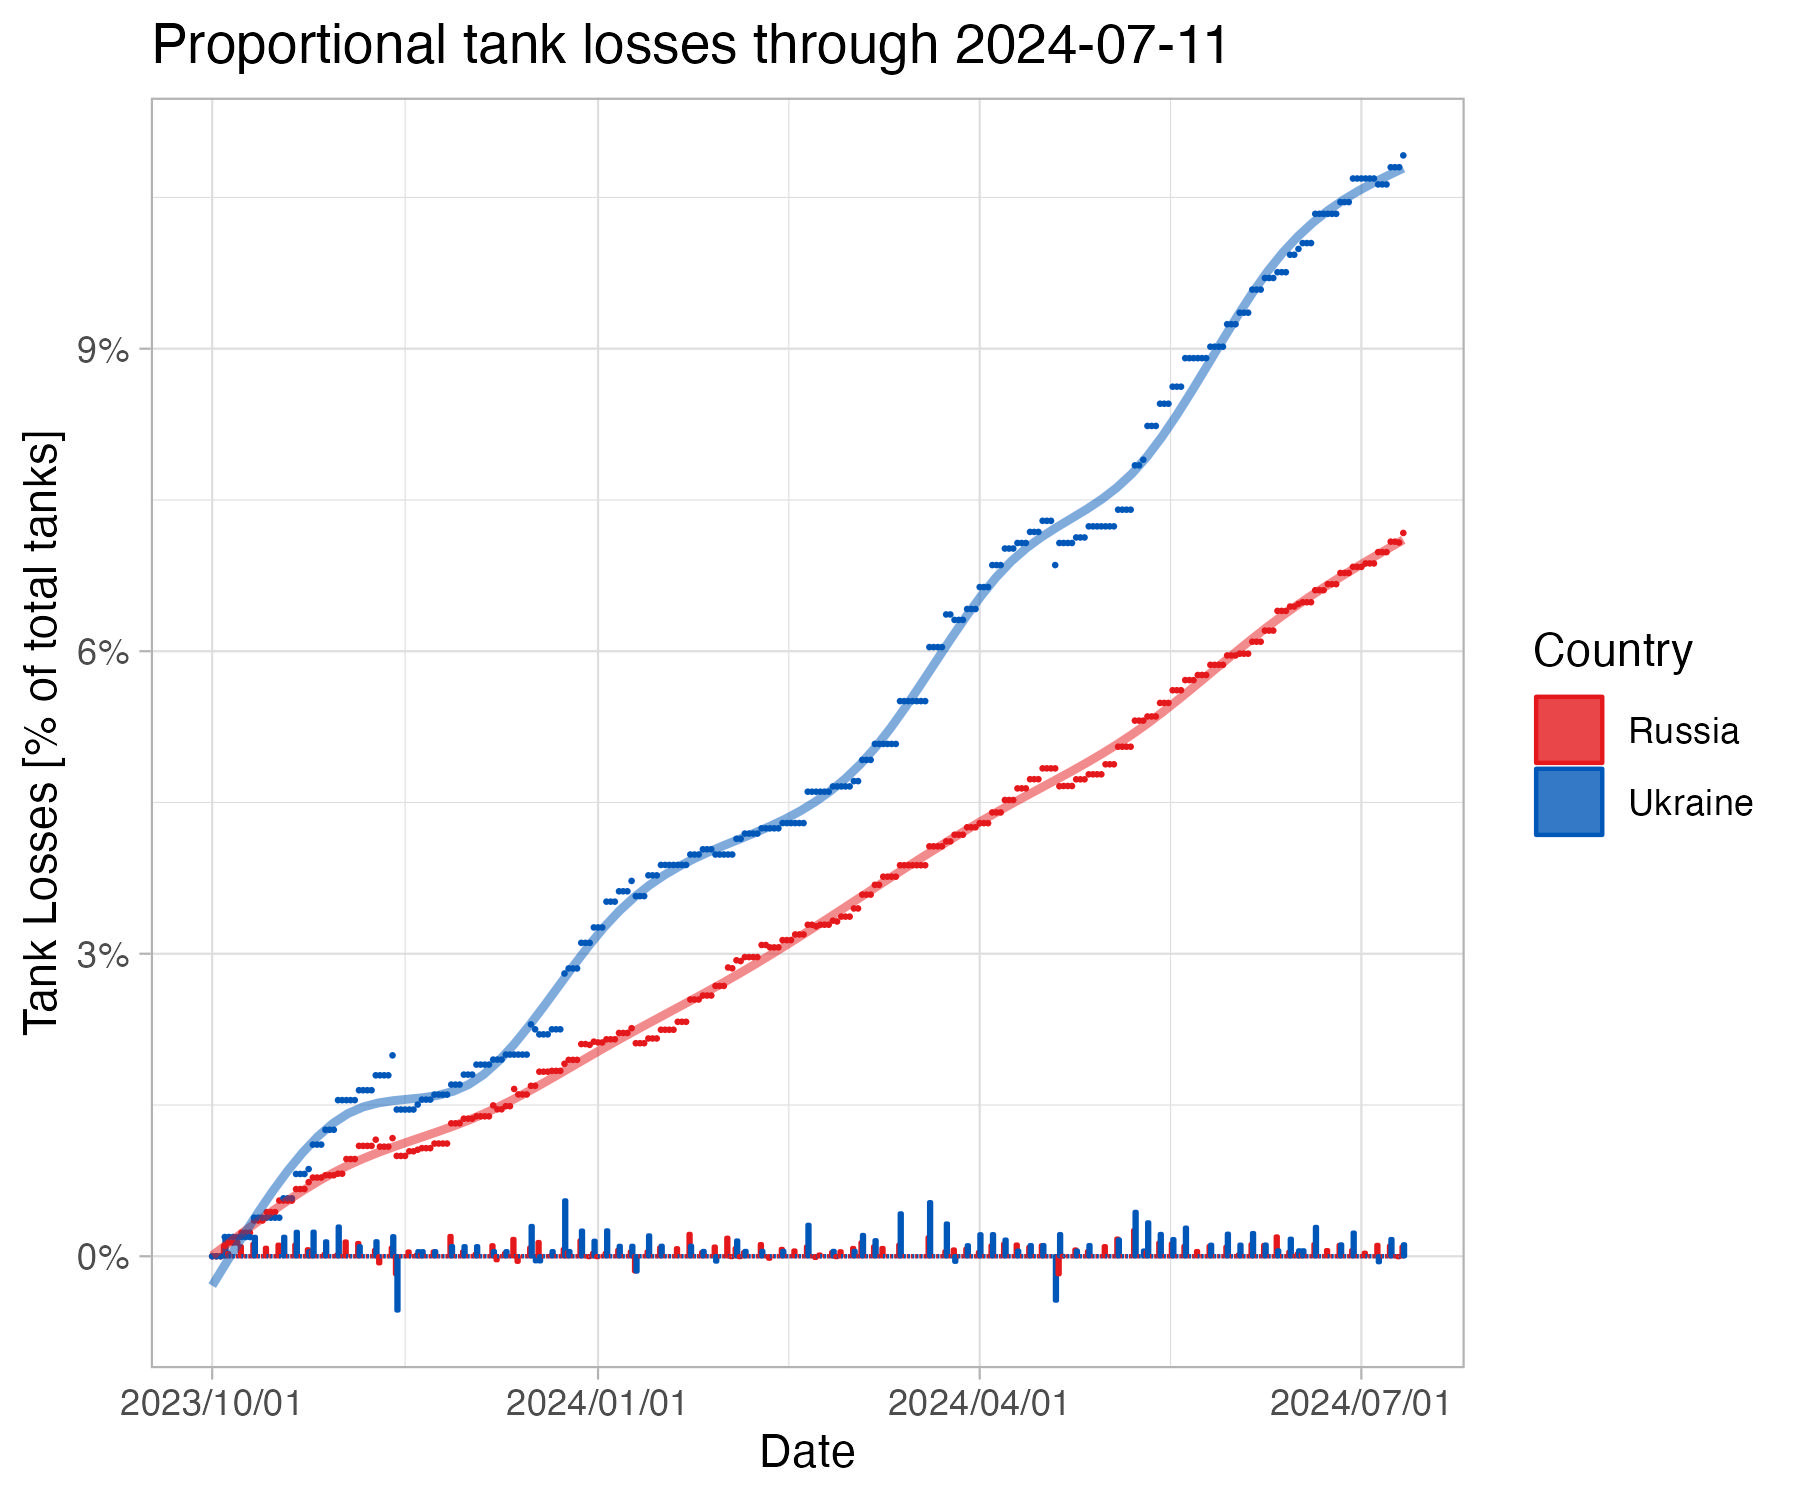 Proportional tank losses through 2024-07-11
Tank Losses [% of total tanks]
9%
6%
3%
0%
2023/10/01
2024/01/01
2024/04/01
2024/07/01
Date
Country
Russia
Ukraine